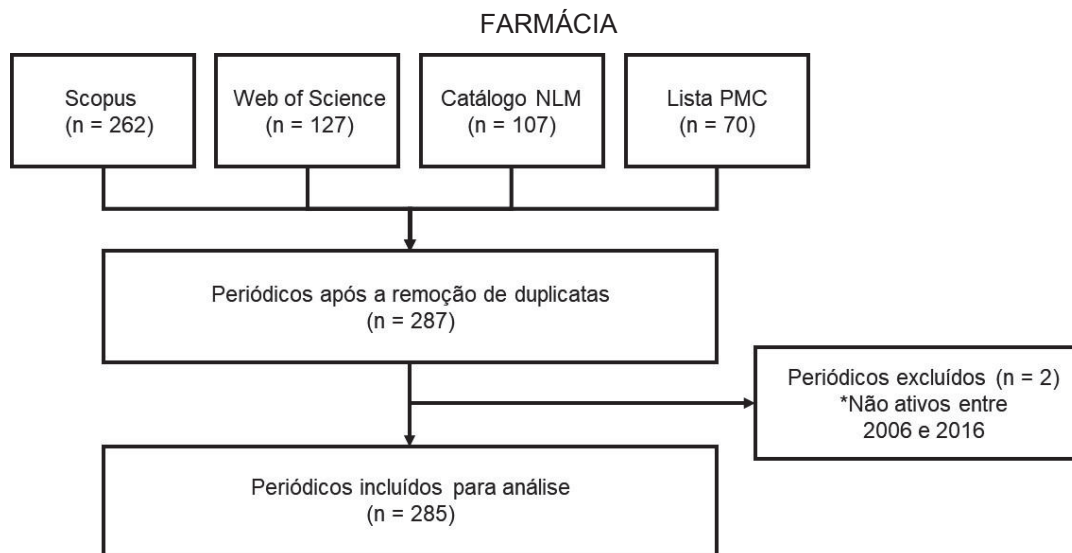 FARMÁCIA
Scopus
(n = 262)
Web of Science
(n = 127)
Catálogo NLM
(n = 107)
Lista PMC
(n = 70)
Periódicos após a remoção de duplicatas
(n = 287)
Periódicos excluídos (n = 2)
*Não ativos entre
2006 e 2016
Periódicos incluídos para análise
(n = 285)